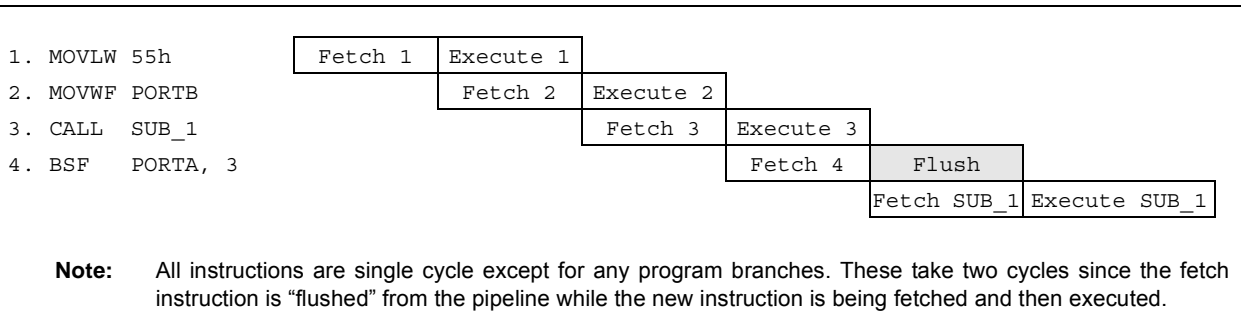 1. MOVLW 55h Fetch 1 Execute 1
2. MOVWF PORTB Fetch 2 Execute 2
3. CALL SUB_1 Fetch 3 Execute 3
4. BSF PORTA, 3 Fetch 4 Flush
Fetch SUB_1 Execute SUB_1
Note: All instructions are single cycle except for any program branches. These take two cycles since the fetch
instruction is “flushed” from the pipeline while the new instruction is being fetched and then executed.